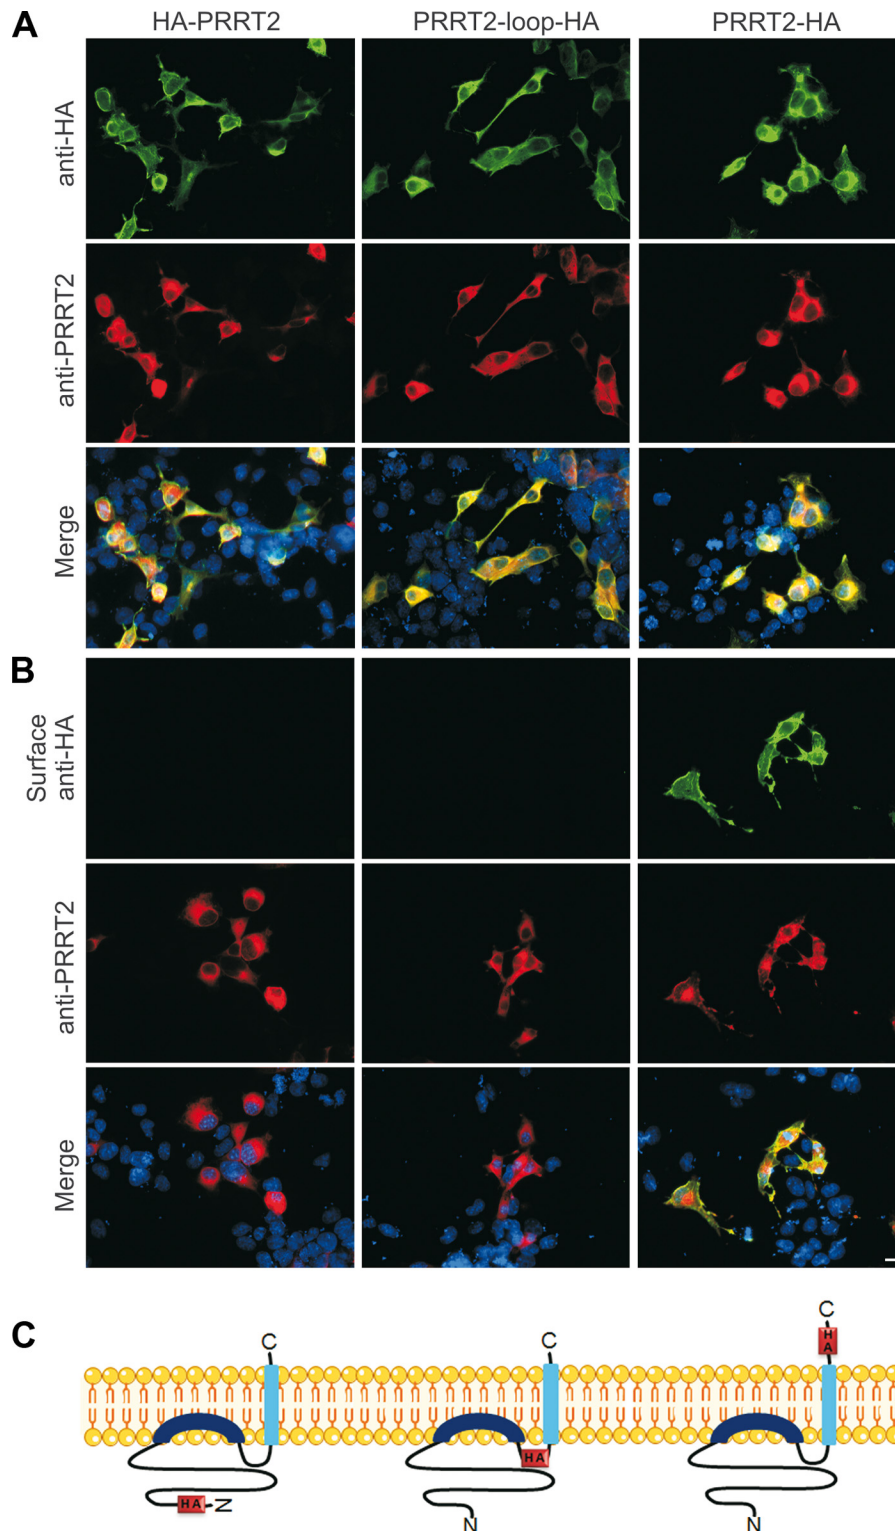 A
HA-PRRT2
PRRT2-loop-HA
PRRT2-HA
anti-HA
anti-PRRT2
Merge
B
Surface
anti-HA
anti-PRRT2
Merge
C
C
C
C
HA
HA
HA
N
N
N